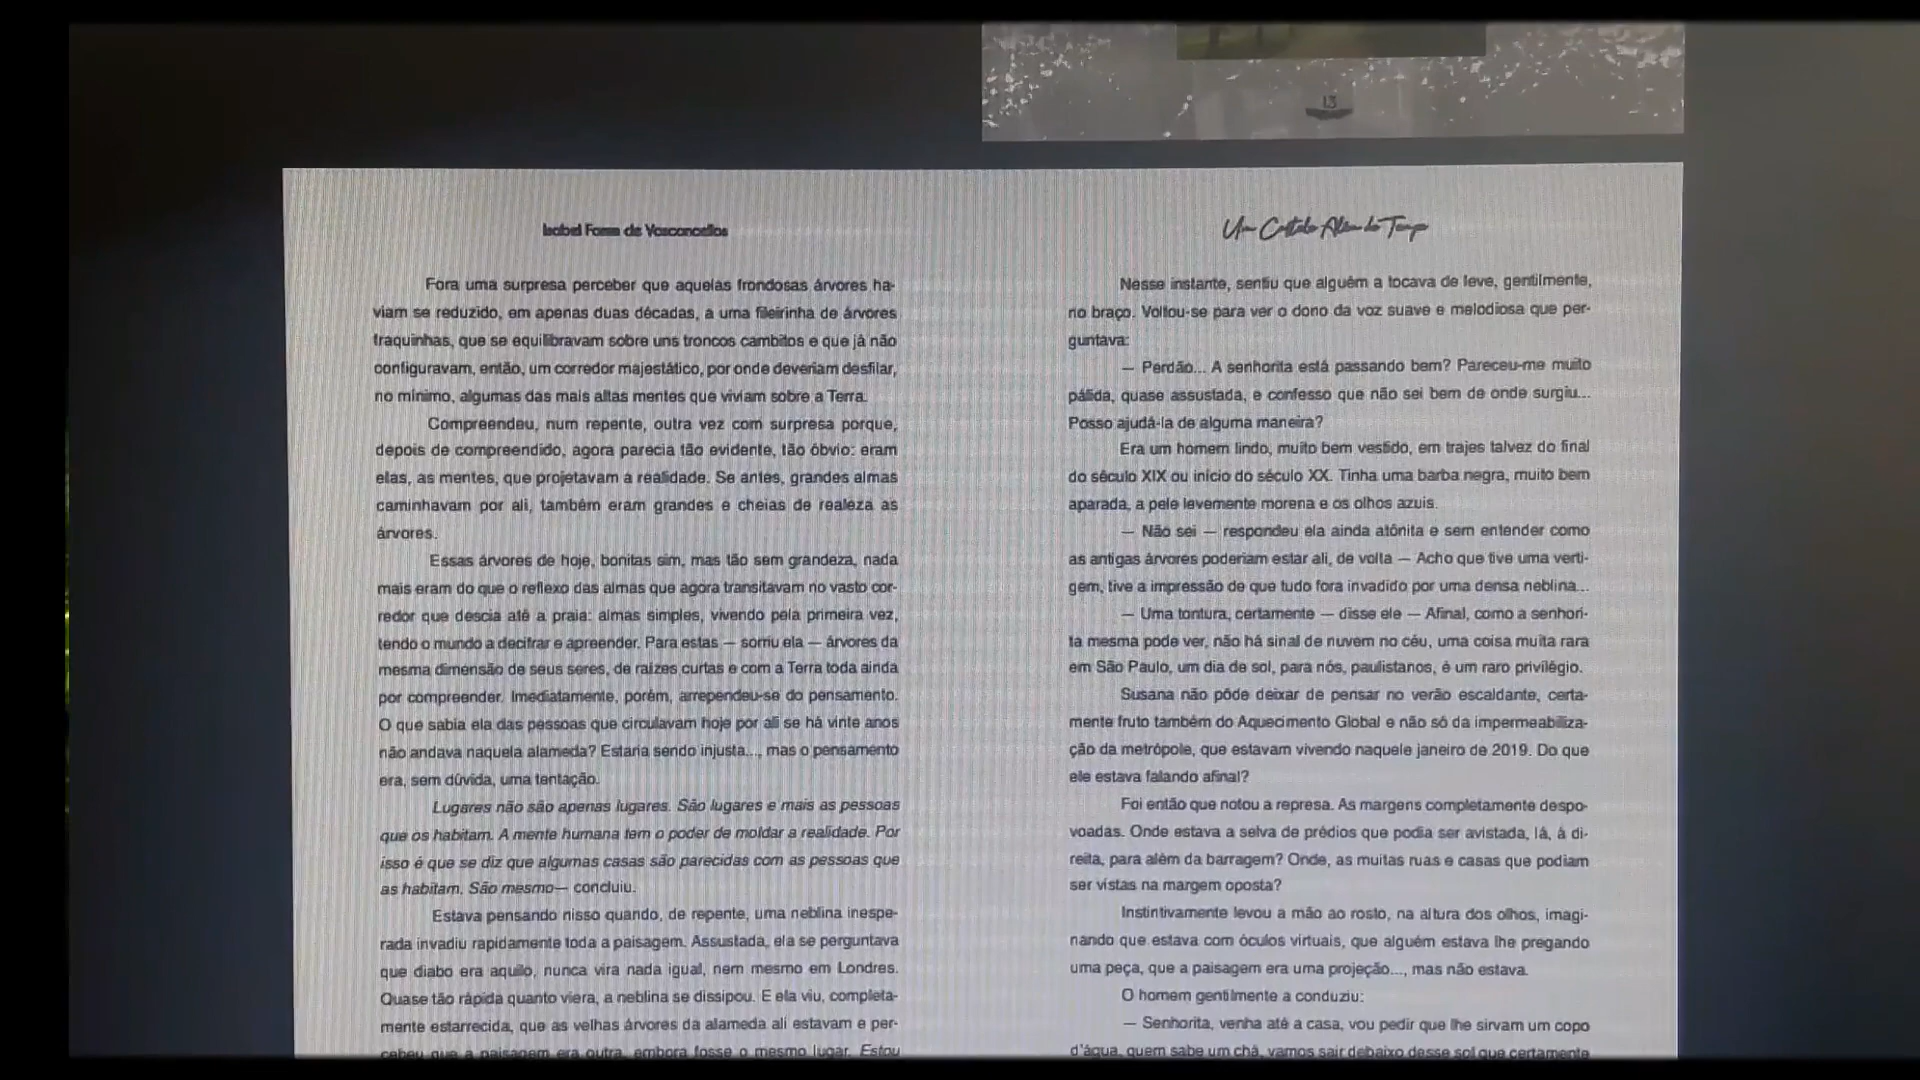 13
Isabel Fomm de Vasconcellos
Fora uma surpresa perceber que aquelas frondosas árvores ha-
viam se reduzido, em apenas duas décadas, a uma fileirinha de árvores
fraquinhas, que se equilibravam sobre uns troncos cambitos e que já não
configuravam, então, um corredor majestático, por onde deveriam desfilar,
no mínimo, algumas das mais altas mentes que viviam sobre a Terra.
Compreendeu, num repente, outra vez com surpresa porque,
depois de compreendido, agora parecia tão evidente, tão óbvio: eram
elas, as mentes, que projetavam a realidade. Se antes, grandes almas
caminhavam por ali, também eram grandes e cheias de realeza as
árvores.
Essas árvores de hoje, bonitas sim, mas tão sem grandeza, nada
mais eram do que o reflexo das almas que agora transitavam no vasto cor-
redor que descia até a praia: almas simples, vivendo pela primeira vez,
tendo o mundo a decifrar e apreender. Para estas — sorriu ela — árvores da
mesma dimensão de seus seres, de raízes curtas e com a Terra toda ainda
por compreender. Imediatamente, porém, arrependeu-se do pensamento.
O que sabia ela das pessoas que circulavam hoje por ali se há vinte anos
não andava naquela alameda? Estaria sendo injusta..., mas o pensamento
era, sem dúvida, uma tentação.
Lugares não são apenas lugares. São lugares e mais as pessoas
que os habitam. A mente humana tem o poder de moldar a realidade. Por
isso é que se diz que algumas casas são parecidas com as pessoas que
as habitam. São mesmo— concluiu.
Estava pensando nisso quando, de repente, uma neblina inespe-
rada invadiu rapidamente toda a paisagem. Assustada, ela se perguntava
que diabo era aquilo, nunca vira nada igual, nem mesmo em Londres.
Quase tão rápida quanto viera, a neblina se dissipou. E ela viu, completa-
mente estarrecida, que as velhas árvores da alameda ali estavam e per-
cebeu que a paisagem era outra, embora fosse o mesmo lugar. Estou
Um Castelo Além do Tempo
Nesse instante, sentiu que alguém a tocava de leve, gentilmente,
no braço. Voltou-se para ver o dono da voz suave e melodiosa que per-
guntava:
— Perdão... A senhorita está passando bem? Pareceu-me muito
pálida, quase assustada, e confesso que não sei bem de onde surgiu...
Posso ajudá-la de alguma maneira?
Era um homem lindo, muito bem vestido, em trajes talvez do final
do século XIX ou início do século XX. Tinha uma barba negra, muito bem
aparada, a pele levemente morena e os olhos azuis.
— Não sei — respondeu ela ainda atônita e sem entender como
as antigas árvores poderiam estar ali, de volta — Acho que tive uma verti-
gem, tive a impressão de que tudo fora invadido por uma densa neblina...
— Uma tontura, certamente — disse ele — Afinal, como a senhori-
ta mesma pode ver, não há sinal de nuvem no céu, uma coisa muita rara
em São Paulo, um dia de sol, para nós, paulistanos, é um raro privilégio.
Susana não pôde deixar de pensar no verão escaldante, certa-
mente fruto também do Aquecimento Global e não só da impermeabiliza-
ção da metrópole, que estavam vivendo naquele janeiro de 2019. Do que
ele estava falando afinal?
Foi então que notou a represa. As margens completamente despo-
voadas. Onde estava a selva de prédios que podia ser avistada, lá, à di-
reita, para além da barragem? Onde, as muitas ruas e casas que podiam
ser vistas na margem oposta?
Instintivamente levou a mão ao rosto, na altura dos olhos, imagi-
nando que estava com óculos virtuais, que alguém estava lhe pregando
uma peça, que a paisagem era uma projeção..., mas não estava.
O homem gentilmente a conduziu:
— Senhorita, venha até a casa, vou pedir que lhe sirvam um copo
d'água, quem sabe um chá, vamos sair debaixo desse sol que certamente